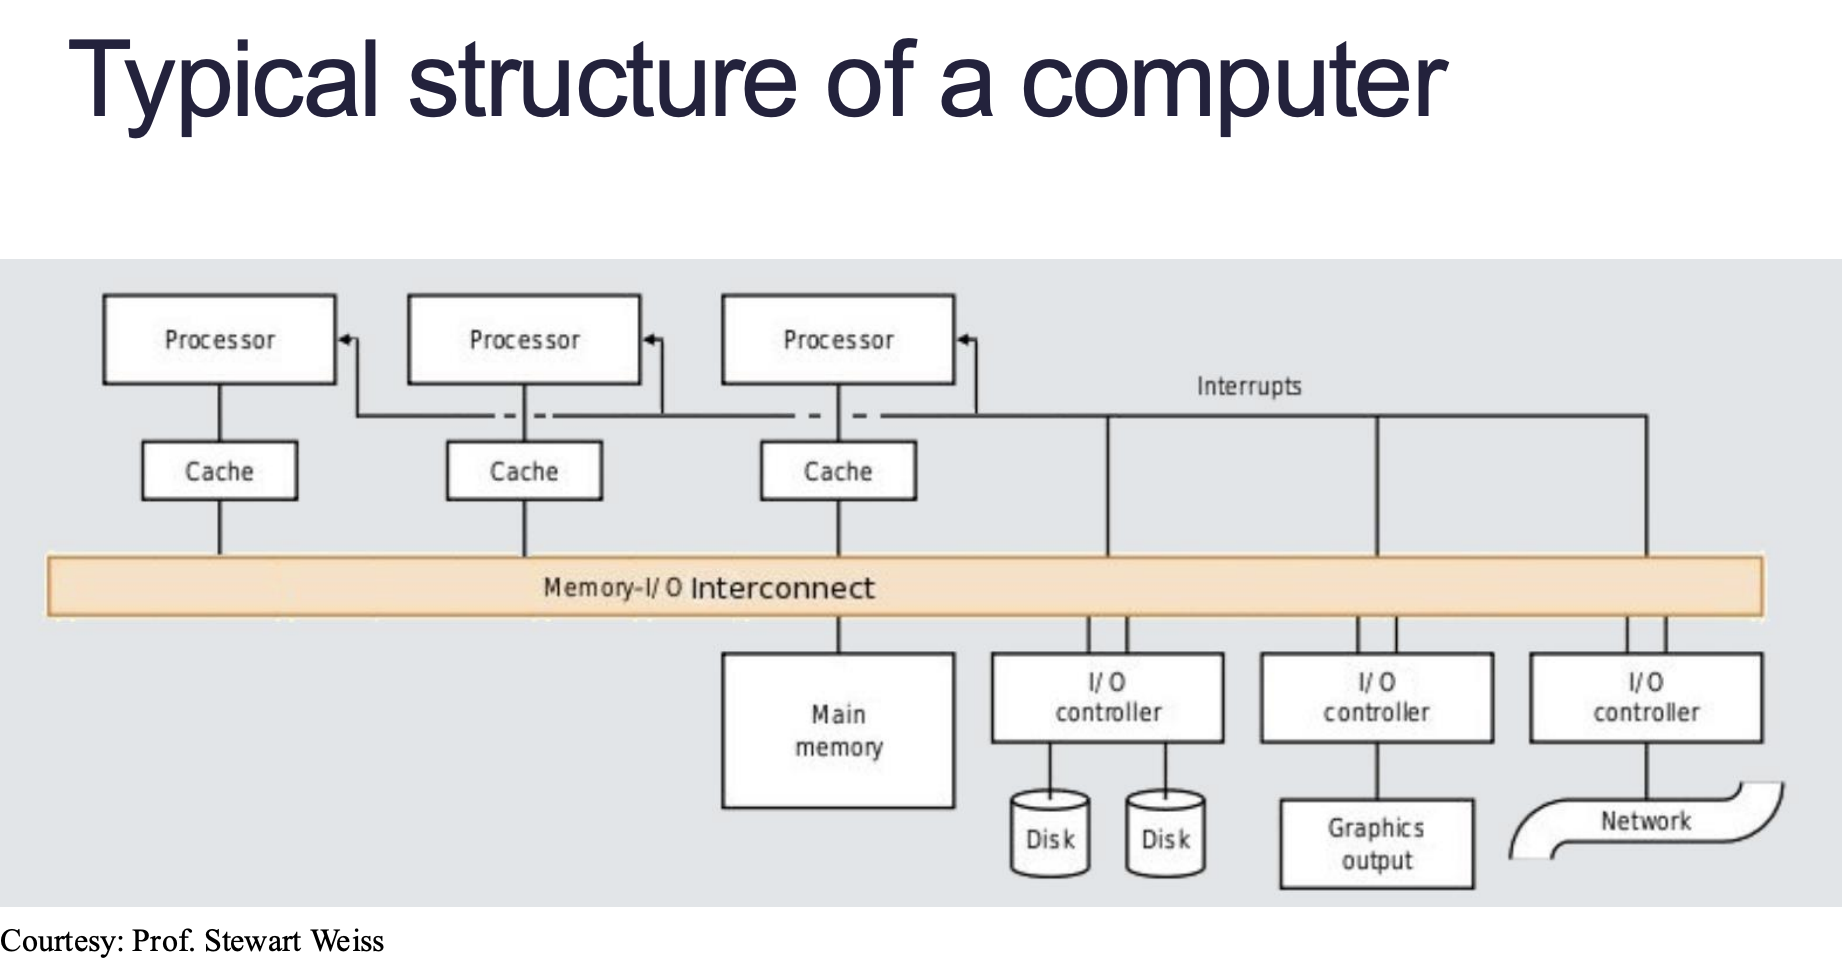 Typical structure of a computer
Processor
Processor
Processor
Interrupts
Cache
Cache
Cache
Memory-I/O Interconnect
Main
memory
I/O
controller
I/O
controller
I/O
controller
Disk
Disk
Graphics
output
Network
Courtesy: Prof. Stewart Weiss